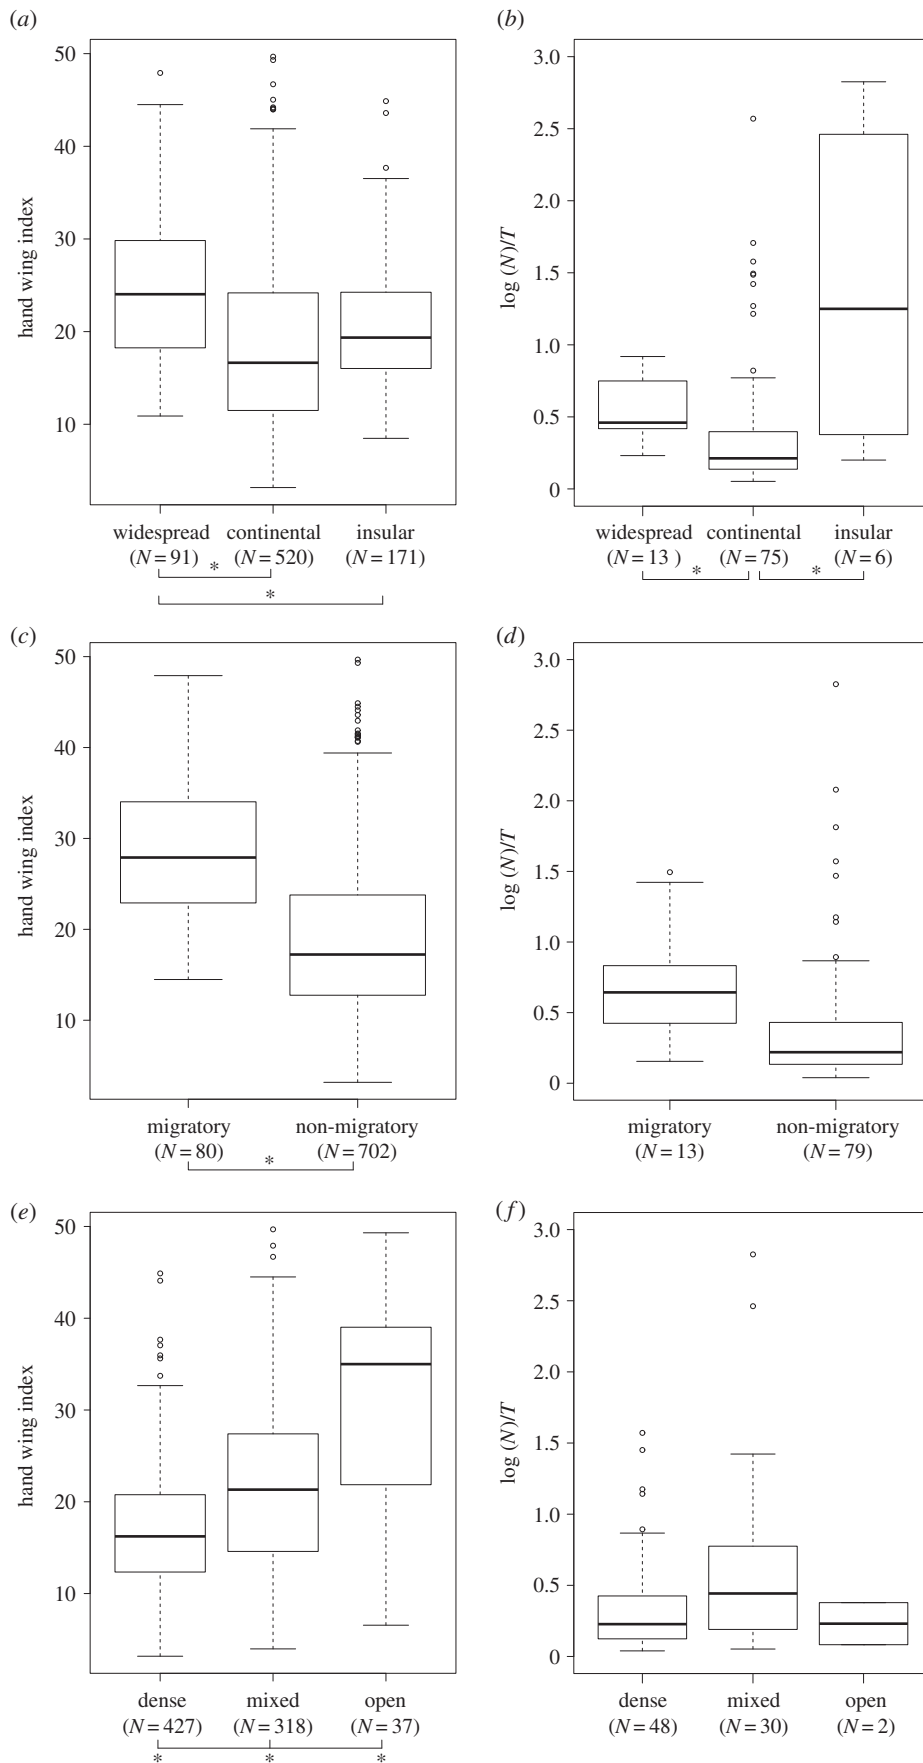 (a)
hand wing index
50
40
30
20
10
widespread continental insular
(N = 91) (N = 520) (N = 171)
*
*
(b)
log (N)/T
3.0
2.5
2.0
1.5
1.0
0.5
0
widespread continental insular
(N = 13 ) (N = 75) (N = 6)
* *
(c)
hand wing index
50
40
30
20
10
migratory non-migratory
(N = 80) (N = 702)
*
(d)
log (N)/T
3.0
2.5
2.0
1.5
1.0
0.5
0
migratory non-migratory
(N = 13) (N = 79)
(e)
hand wing index
50
40
30
20
10
dense mixed open
(N = 427) (N = 318) (N = 37)
* * *
(f)
log (N)/T
3.0
2.5
2.0
1.5
1.0
0.5
0
dense mixed open
(N = 48) (N = 30) (N = 2)